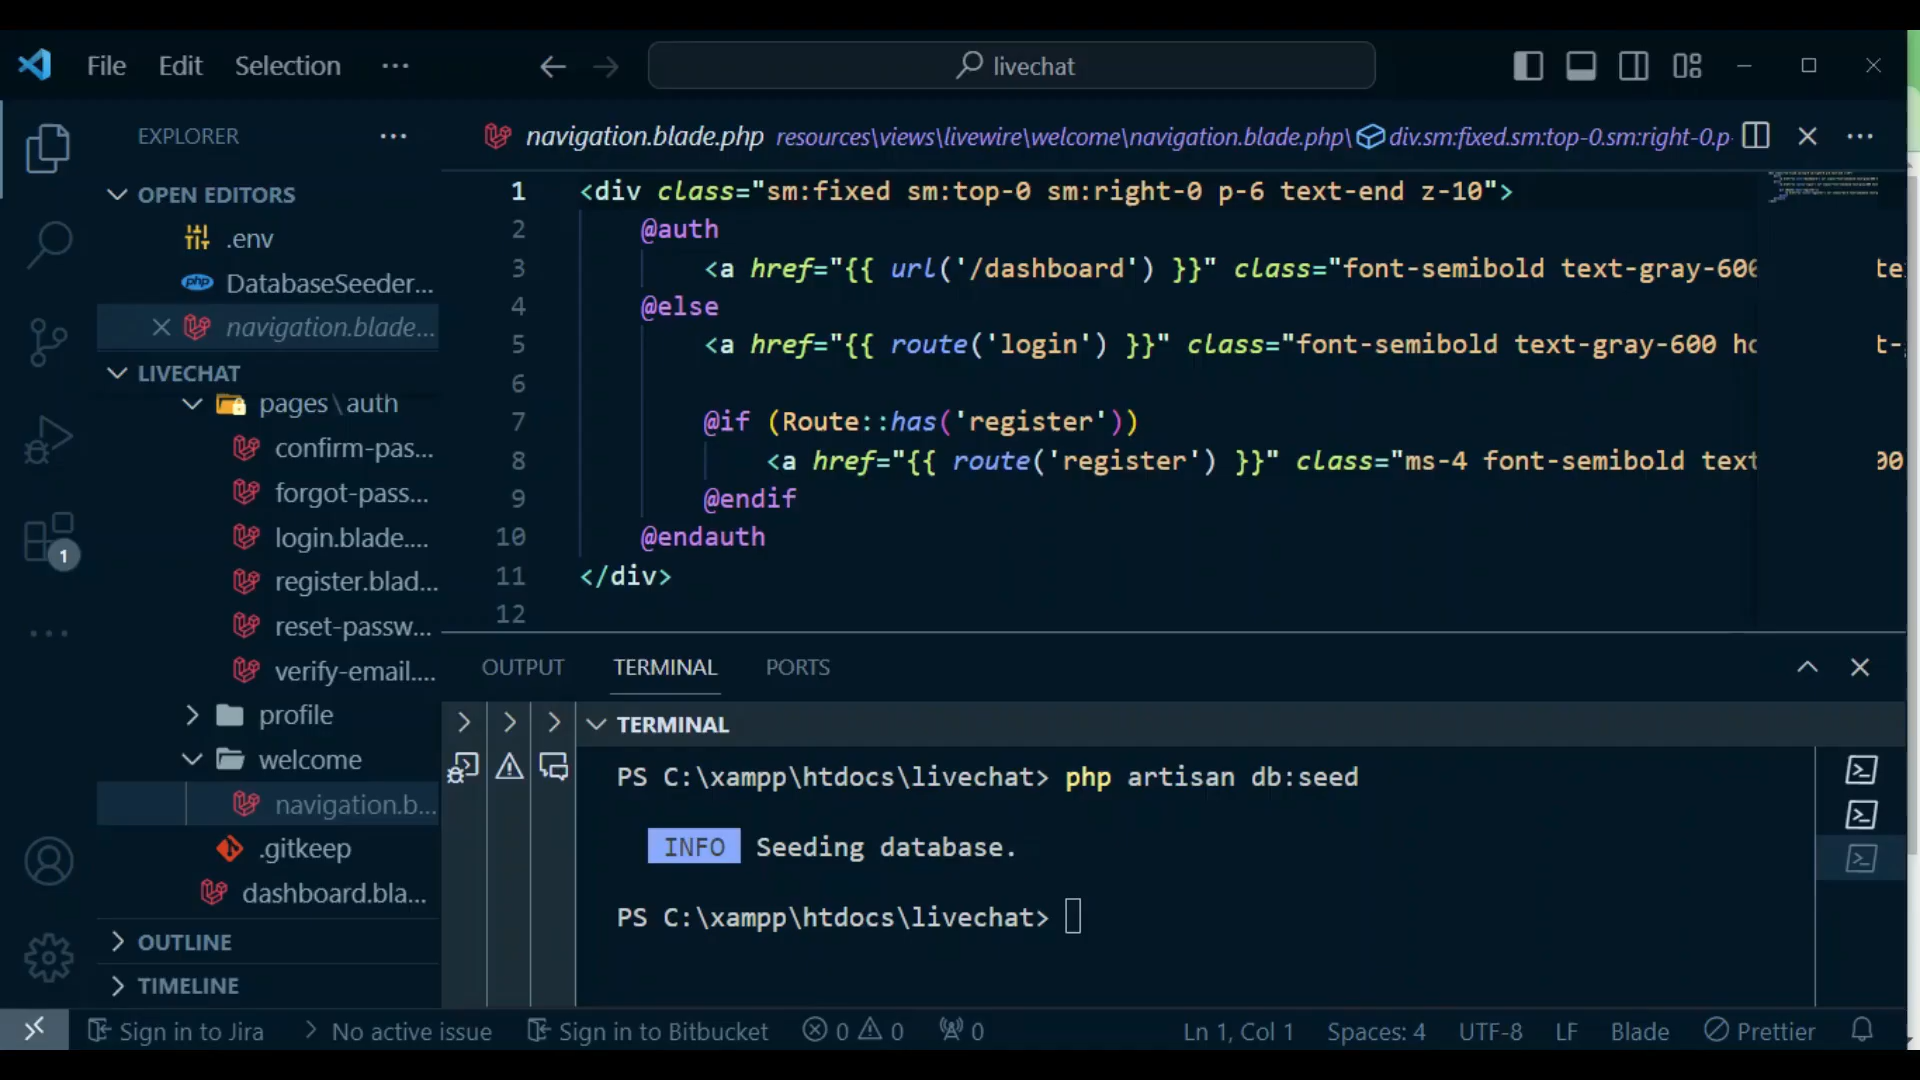 File Edit Selection ...
livechat
EXPLORER ...
OPEN EDITORS
.env
php DatabaseSeeder...
navigation.blade...
LIVECHAT
pages\auth
confirm-pas...
forgot-pass...
login.blade....
register.blad...
reset-passw...
verify-email....
profile
welcome
navigation.b...
.gitkeep
dashboard.bla...
OUTLINE
TIMELINE
1
navigation.blade.php resources\views\livewire\welcome\navigation.blade.php\ div.sm:fixed.sm:top-0.sm:right-0.p- ...
1 <div class="sm:fixed sm:top-0 sm:right-0 p-6 text-end z-10">
2 @auth
3 <a href="{{ url('/dashboard') }}" class="font-semibold text-gray-600 te
4 @else
5 <a href="{{ route('login') }}" class="font-semibold text-gray-600 ho t-
6
7 @if (Route::has('register'))
8 <a href="{{ route('register') }}" class="ms-4 font-semibold text 00
9 @endif
10 @endauth
11 </div>
12
OUTPUT TERMINAL PORTS
TERMINAL
PS C:\xampp\htdocs\livechat> php artisan db:seed
INFO Seeding database.
PS C:\xampp\htdocs\livechat>
Sign in to Jira No active issue Sign in to Bitbucket 0 0 0 Ln 1, Col 1 Spaces: 4 UTF-8 LF Blade Prettier